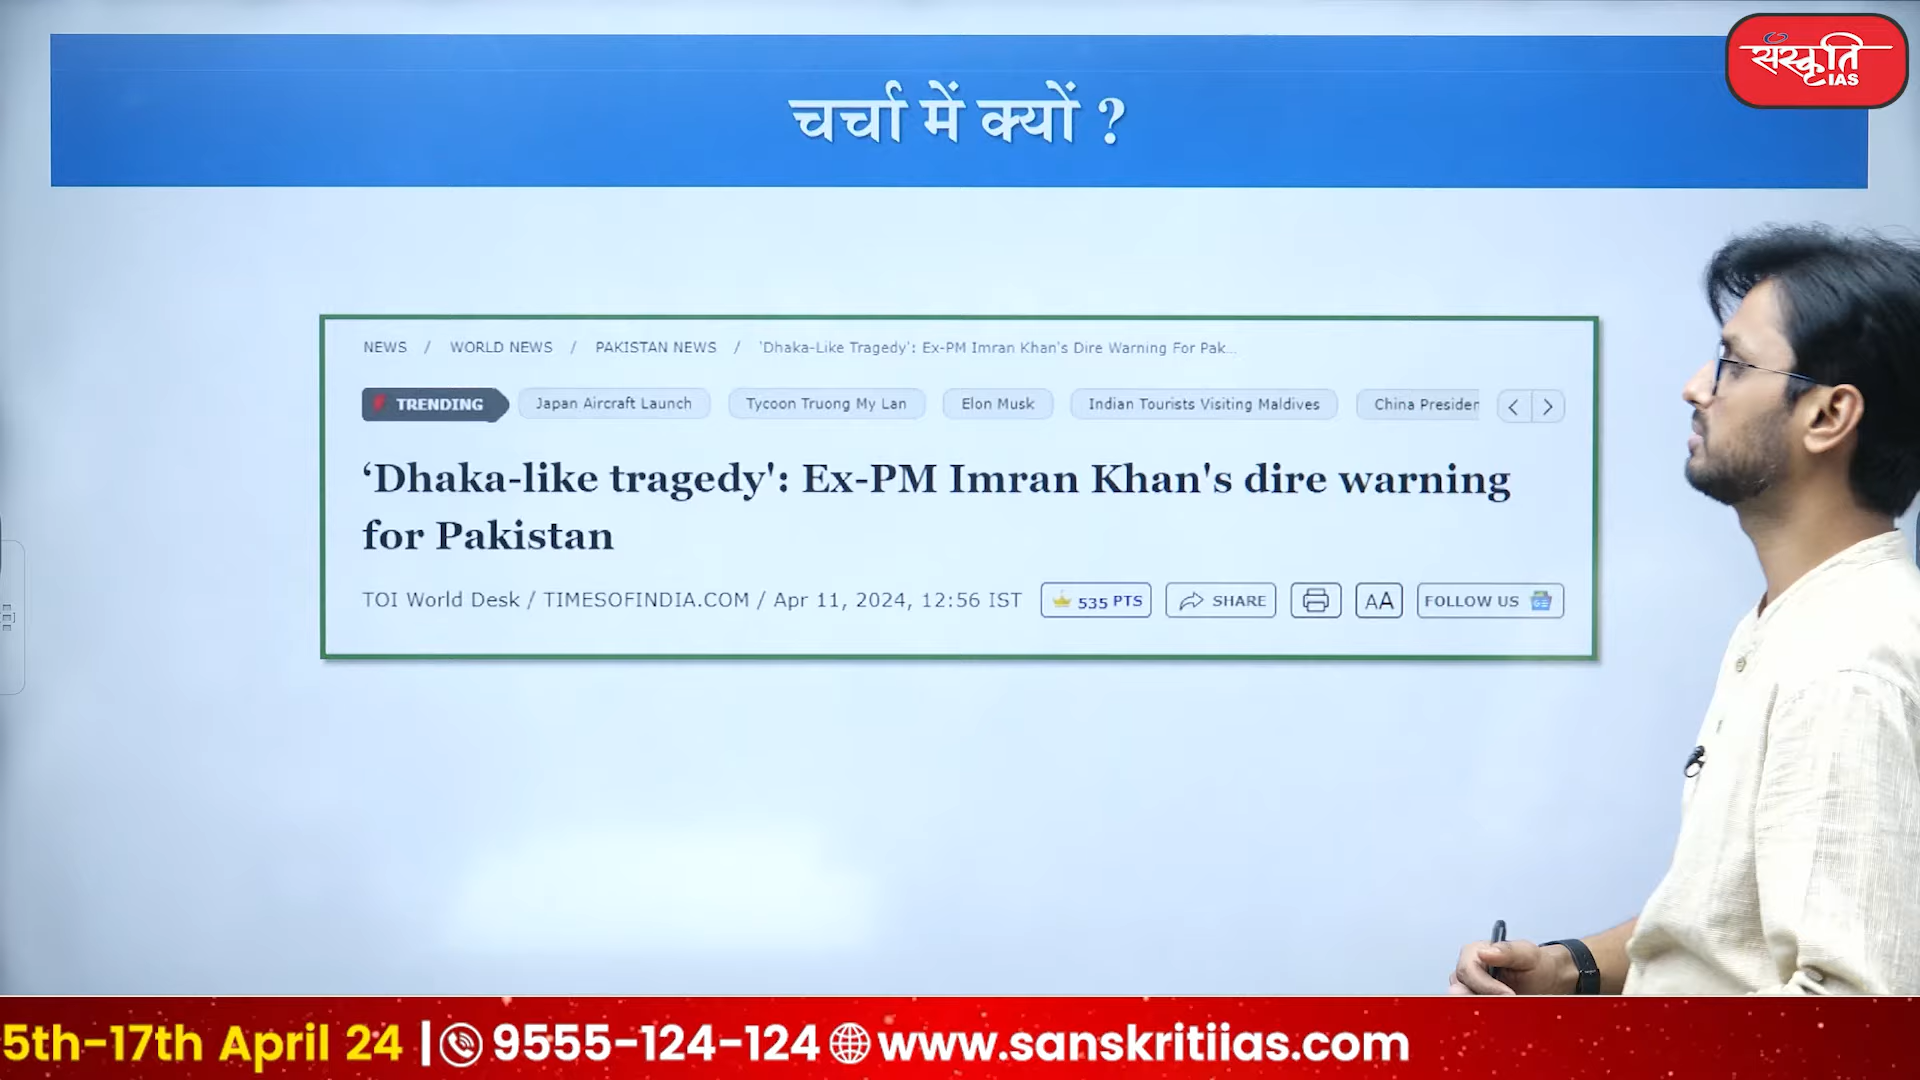 चर्चा में क्यों ?
संस्कृति
IAS
NEWS / WORLD NEWS / PAKISTAN NEWS / 'Dhaka-Like Tragedy': Ex-PM Imran Khan's Dire Warning For Pak...
TRENDING Japan Aircraft Launch Tycoon Truong My Lan Elon Musk Indian Tourists Visiting Maldives China Presiden
‘Dhaka-like tragedy': Ex-PM Imran Khan's dire warning
for Pakistan
TOI World Desk / TIMESOFINDIA.COM / Apr 11, 2024, 12:56 IST 535 PTS SHARE AA FOLLOW US
5th-17th April 24 | 9555-124-124 www.sanskritiias.com